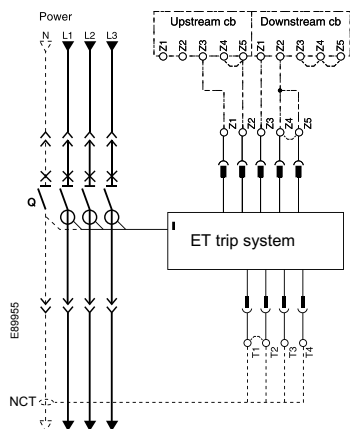 Power
Upstream cb
Downstream cb
N
L1
L2
L3
Z1
Z2
Z3
Z4
Z5
Z1
Z2
Z3
Z4
Z5
Z1
Z2
Z3
Z4
Z5
Q
ET trip system
E89955
T1
T2
T3
T4
NCT